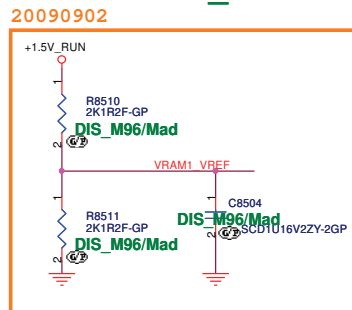 20090902
+1.5V_RUN
1
R8510
2K1R2F-GP
DIS_M96/Mad
2
G/P
VRAM1_VREF
1
R8511
2K1R2F-GP
DIS_M96/Mad
2
G/P
1
C8504
DIS_M96/Mad
2
G/P
SCD1U16V2ZY-2GP